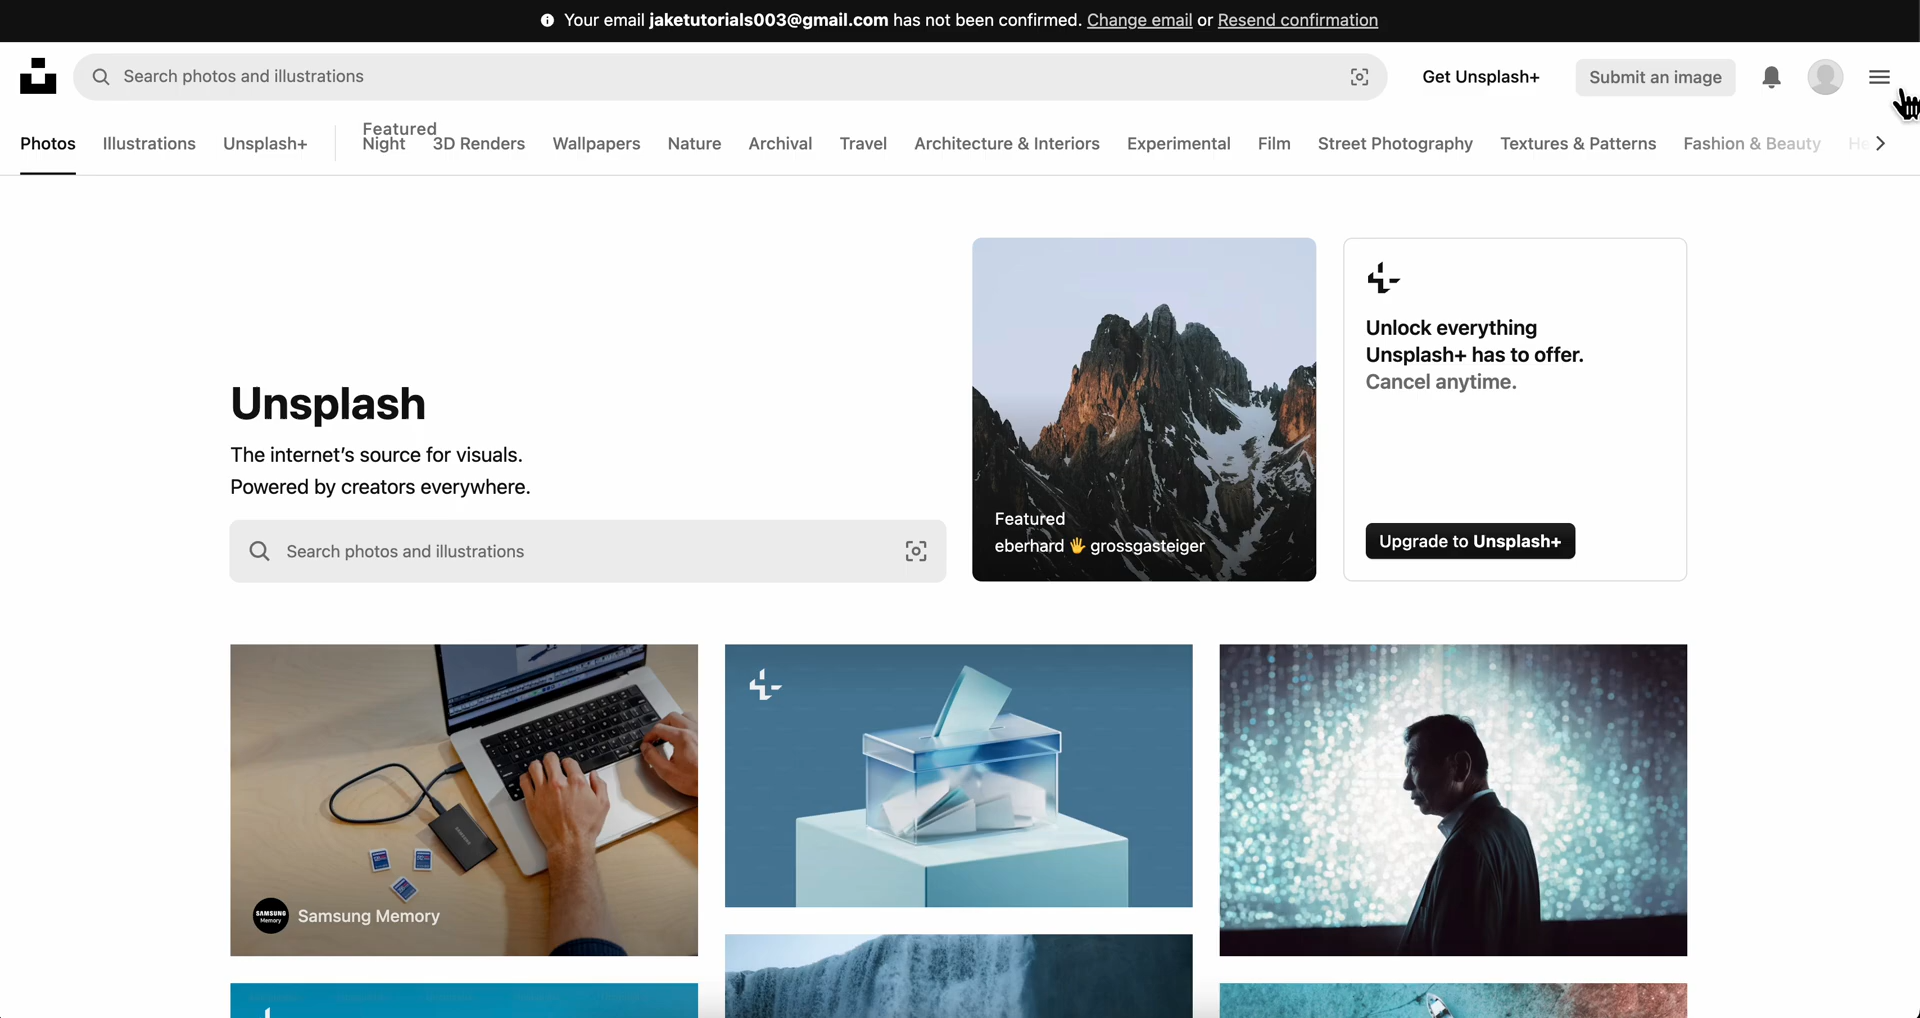 Your email jaketutorials003@gmail.com has not been confirmed. Change email or Resend confirmation
Search photos and illustrations
Get Unsplash+
Submit an image
Photos
Illustrations
Unsplash+
Featured
Night
3D Renders
Wallpapers
Nature
Archival
Travel
Architecture & Interiors
Experimental
Film
Street Photography
Textures & Patterns
Fashion & Beauty
He
Unsplash
The internet's source for visuals.
Powered by creators everywhere.
Search photos and illustrations
Featured
eberhard 🖐 grossgasteiger
Unlock everything
Unsplash+ has to offer.
Cancel anytime.
Upgrade to Unsplash+
SAMSUNG
Memory
Samsung Memory